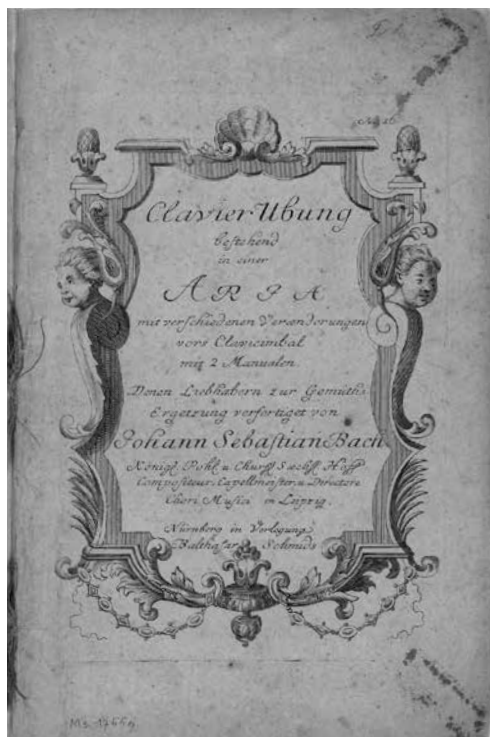 Clavier Ubung
bestehend
in einer
ARIA
mit verschiedenen Verænderungen
vors Clavicimbal
mit 2 Manualen.
Denen Liebhabern zur Gemüths-
Ergetzung verfertiget von
Johann Sebastian Bach
Königl. Pohl. u. Churfl. Sæchs. Hoff-
Compositeur, Capellmeister, u. Directore
Chori Musici in Leipzig.
Nürnberg in Verlegung
Balthasar Schmids
Ms. 17669